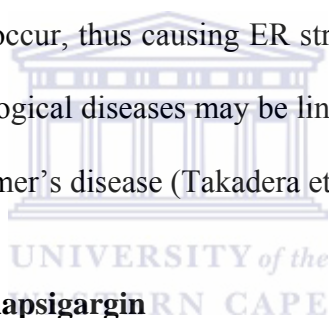 occur, thus causing ER str
ogical diseases may be lin
mer's disease (Takadera et
UNIVERSITY of the
hapsigargin
RN CAPE